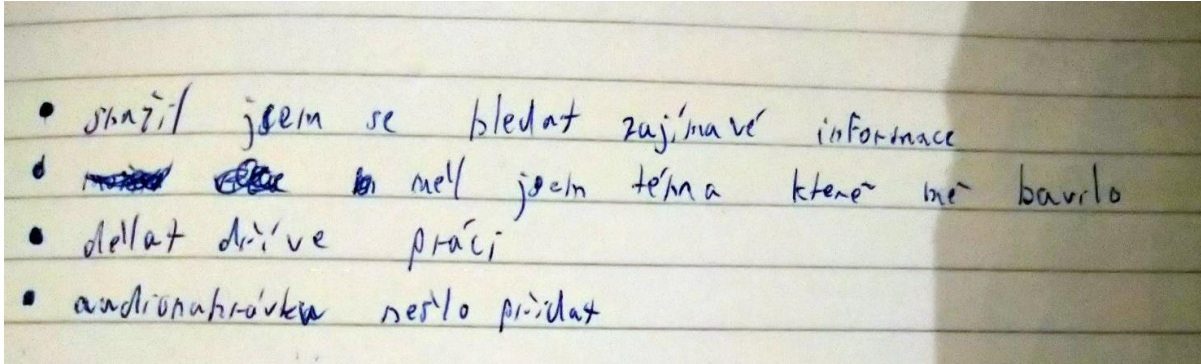 • snažil jsem se hledat zajímavé informace
• měl jsem téma které mě bavilo
• dělat dříve práci
• audionahrávku nešlo přidat